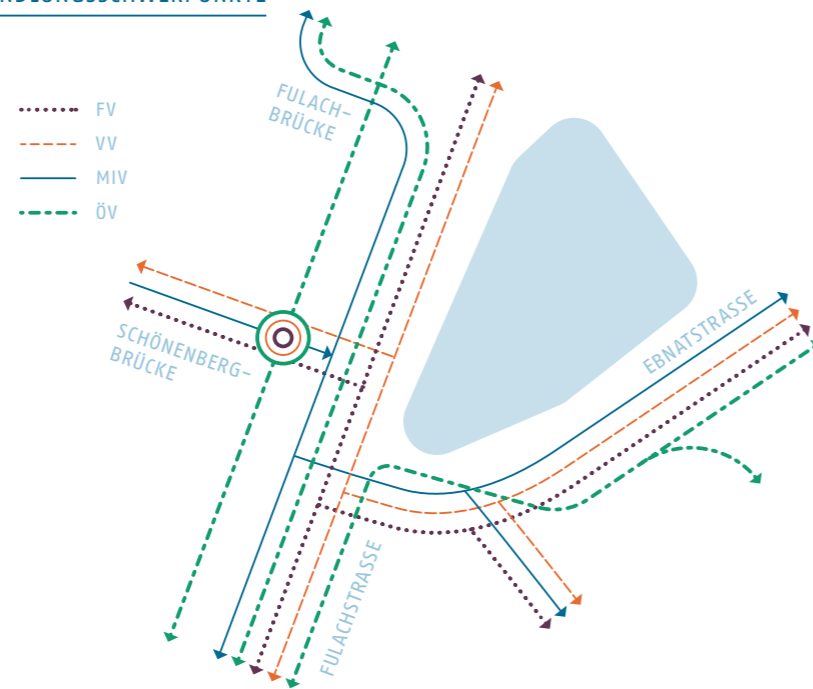 FV
VV
MIV
ÖV
FULACH-
BRÜCKE
SCHÖNENBERG-
BRÜCKE
EBNATSTRASSE
FULACHSTRASSE